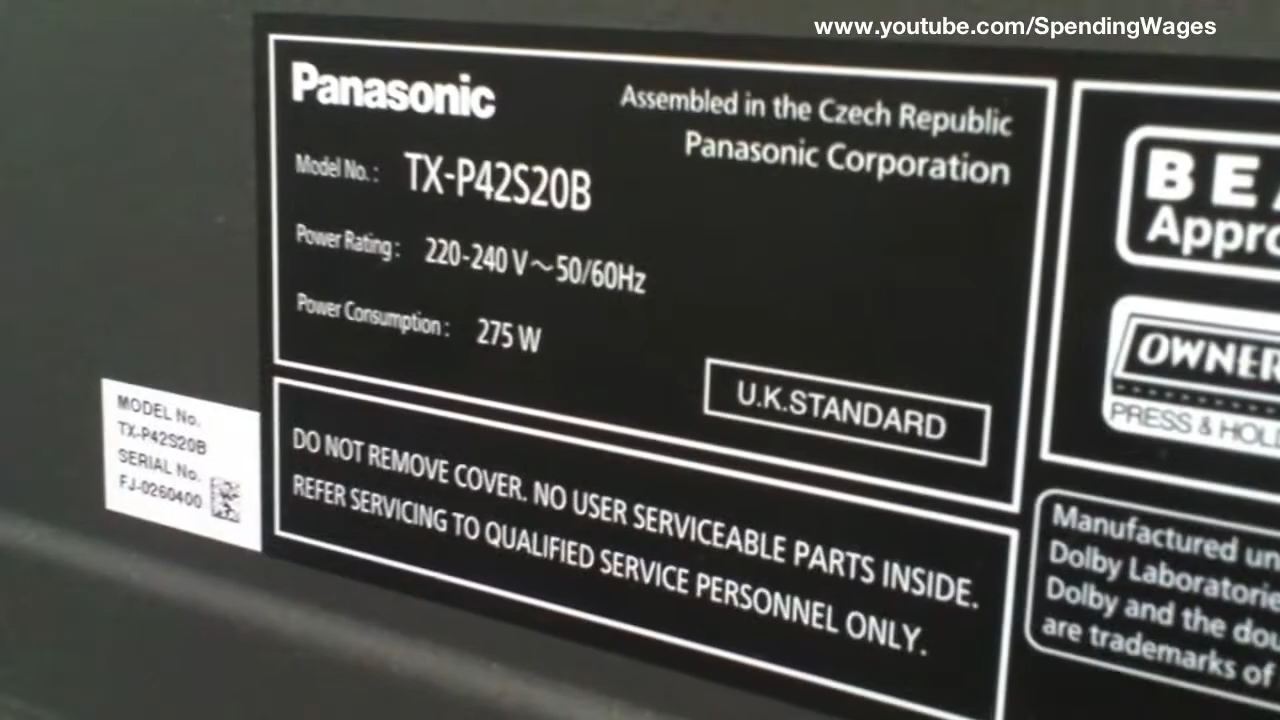 www.youtube.com/SpendingWages
Panasonic
Assembled in the Czech Republic
Panasonic Corporation
Model No.: TX-P42S20B
Power Rating: 220-240 V~50/60Hz
Power Consumption: 275 W
U.K.STANDARD
DO NOT REMOVE COVER. NO USER SERVICEABLE PARTS INSIDE.
REFER SERVICING TO QUALIFIED SERVICE PERSONNEL ONLY.
MODEL No.
TX-P42S20B
SERIAL No.
FJ-0260400
BEA
Appro
OWNER
PRESS & HOL
Manufactured un
Dolby Laboratorie
Dolby and the dou
are trademarks of